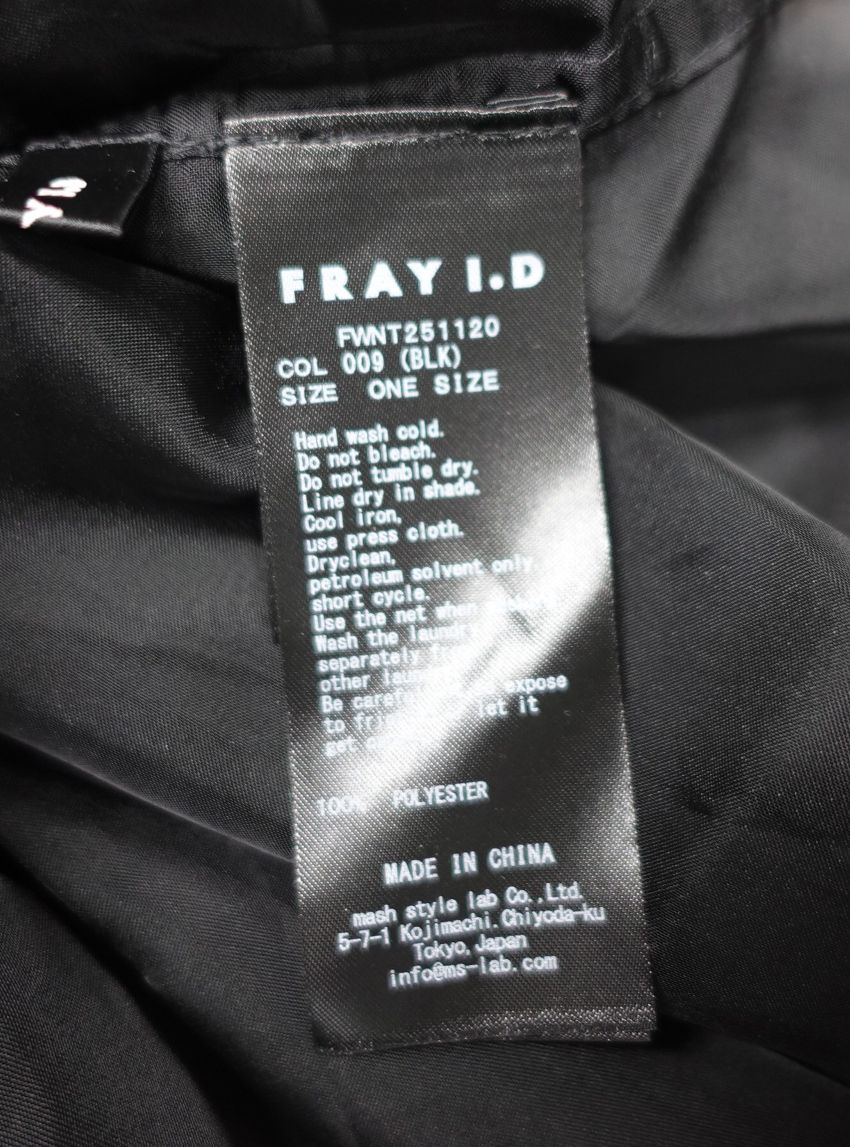 FRAY I.D
FWNT251120
COL 009 (BLK)
SIZE ONE SIZE
Hand wash cold.
Do not bleach.
Do not tumble dry.
Line dry in shade.
Cool iron,
use press cloth.
Dryclean,
petroleum solvent only.
short cycle.
Use the net when
Wash the
separately
other
Be expose
to let it
get
100% POLYESTER
MADE IN CHINA
mash style lab Co.,Ltd.
5-7-1 Kojimachi.Chiyoda-ku
Tokyo,Japan
info@ms-lab.com